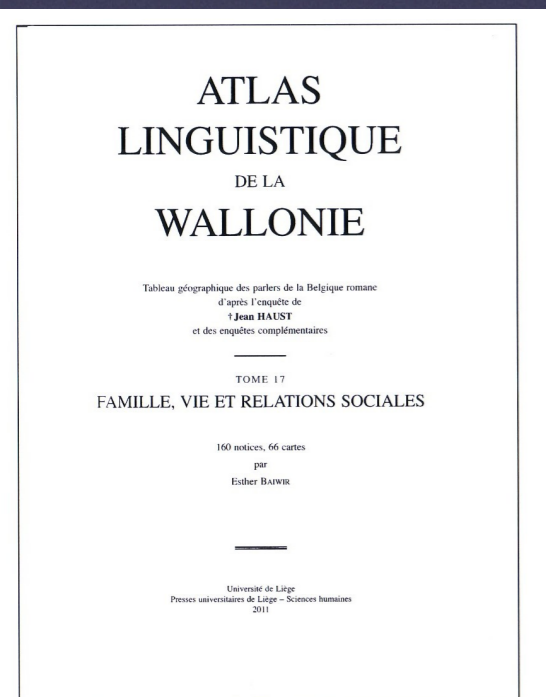 ATLAS
LINGUISTIQUE
DE LA
WALLONIE
Tableau géographique des parlers de la Belgique romane
d'après l'enquête de
† Jean HAUST
et des enquêtes complémentaires
TOME 17
FAMILLE, VIE ET RELATIONS SOCIALES
160 notices, 66 cartes
par
Esther BAIWIR
Université de Liège
Presses universitaires de Liège – Sciences humaines
2011